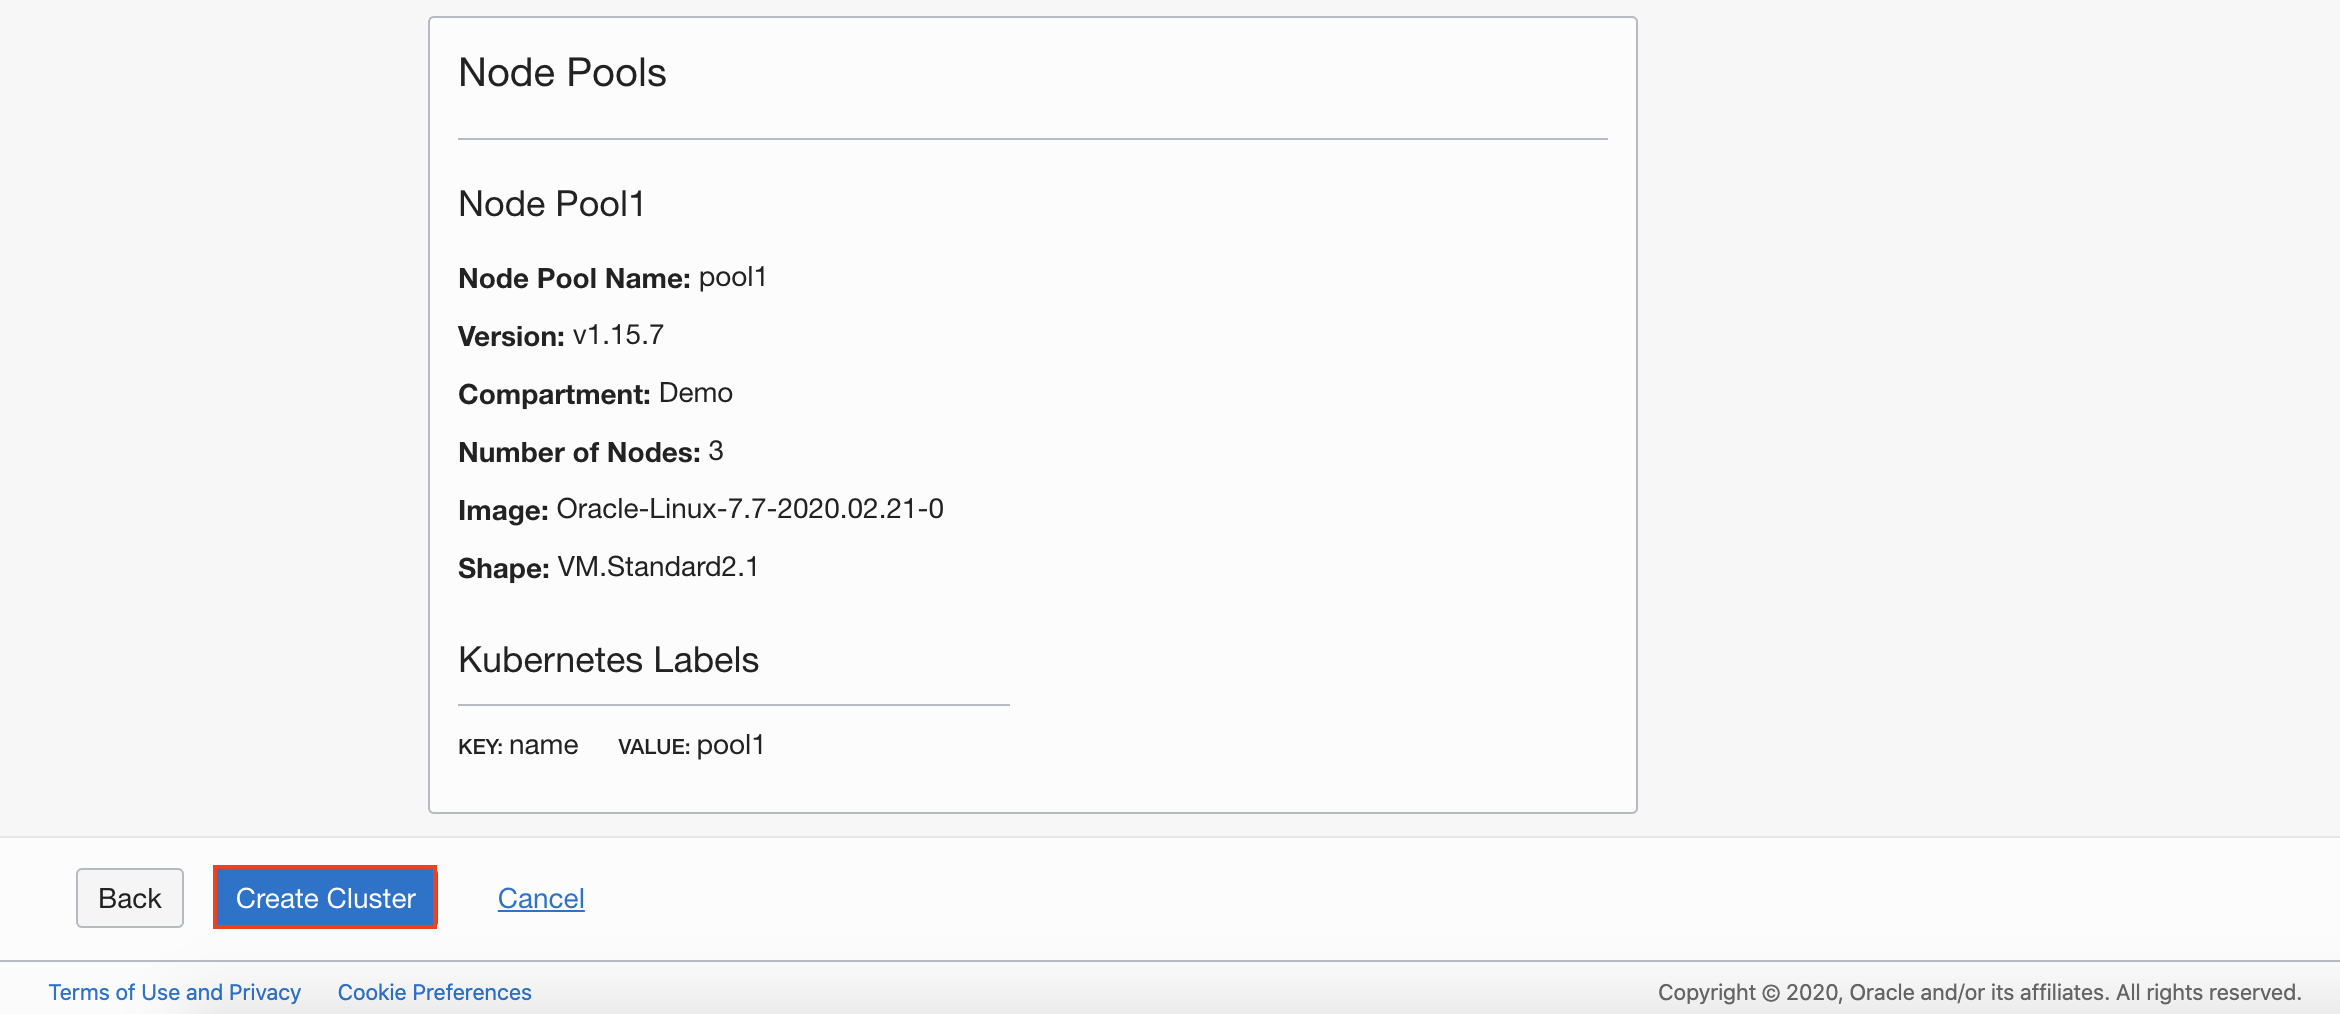 Node Pools
Node Pool1
Node Pool Name: pool1
Version: v1.15.7
Compartment: Demo
Number of Nodes: 3
Image: Oracle-Linux-7.7-2020.02.21-0
Shape: VM.Standard2.1
Kubernetes Labels
KEY: name VALUE: pool1
Back Create Cluster Cancel
Terms of Use and Privacy Cookie Preferences Copyright © 2020, Oracle and/or its affiliates. All rights reserved.